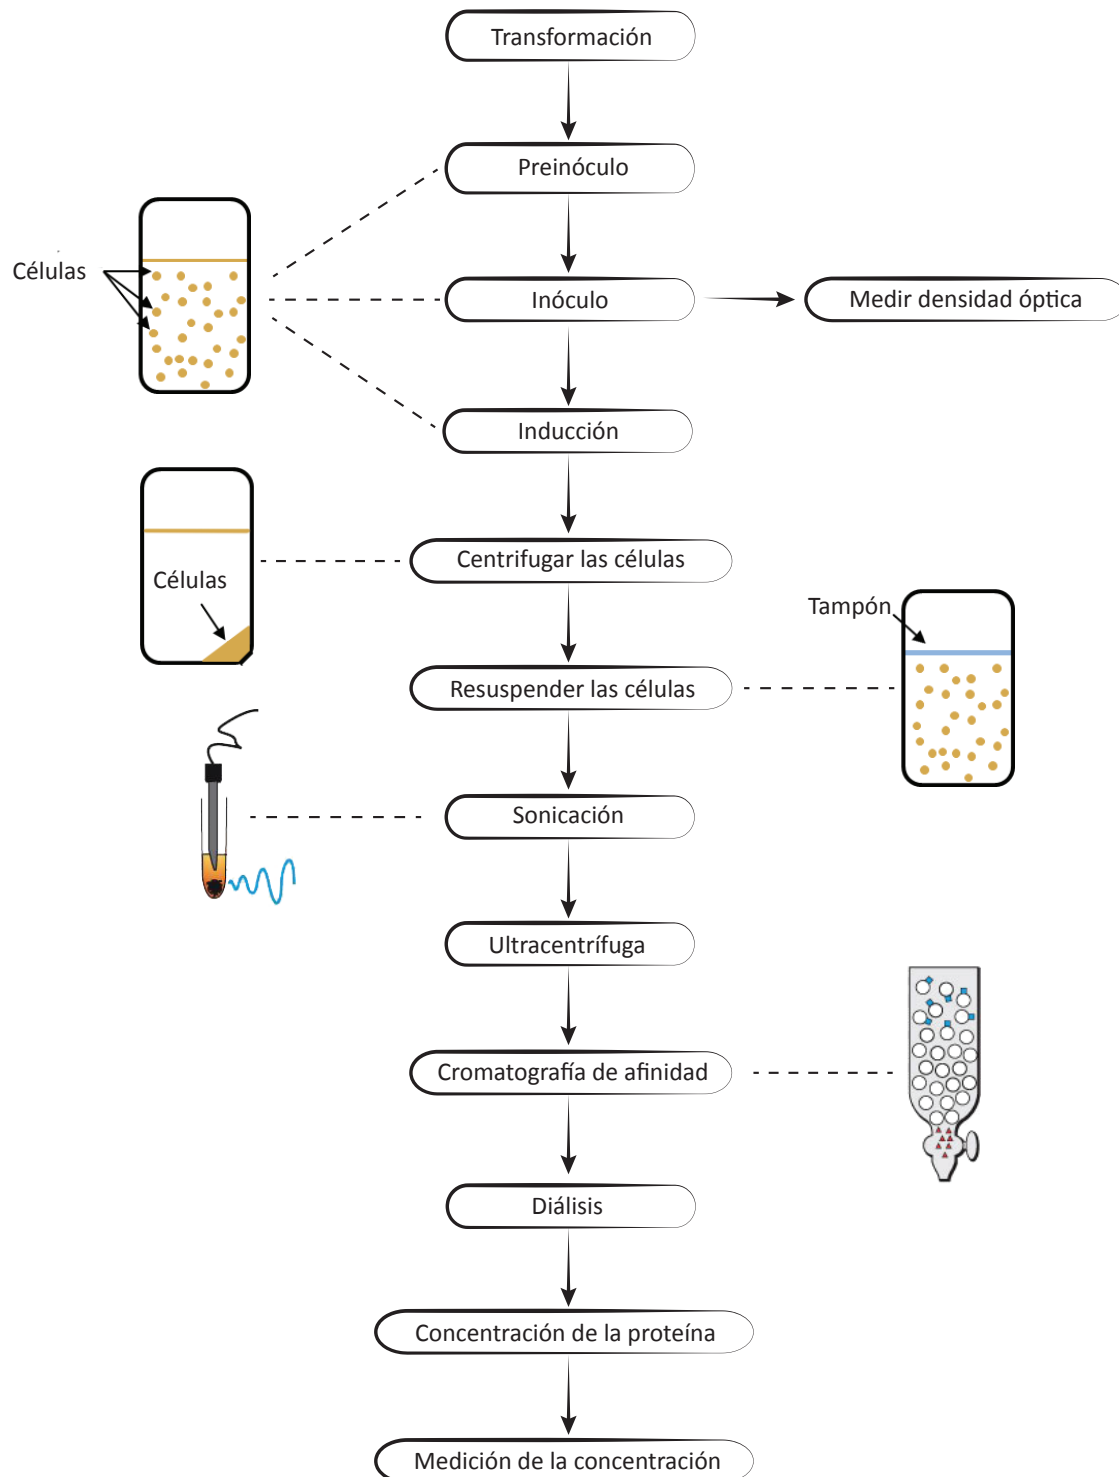 Transformación
Preinóculo
Células
Inóculo
Medir densidad óptica
Inducción
Centrifugar las células
Células
Tampón
Resuspender las células
Sonicación
Ultracentrífuga
Cromatografía de afinidad
Diálisis
Concentración de la proteína
Medición de la concentración